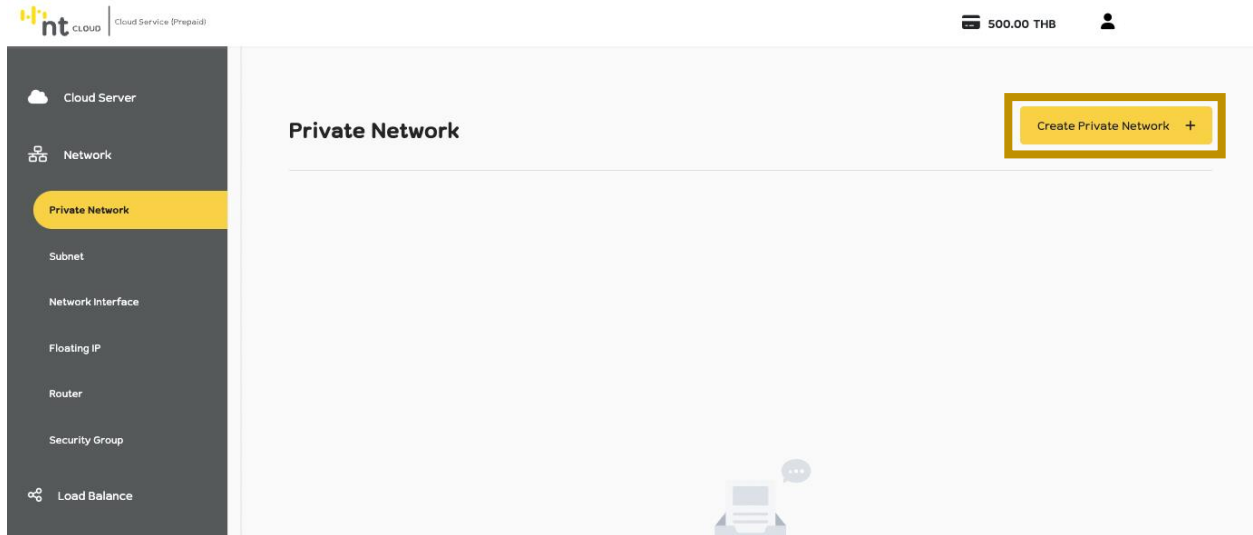 nt CLOUD Cloud Service (Prepaid)
500.00 THB
Cloud Server
Network
Private Network
Subnet
Network Interface
Floating IP
Router
Security Group
Load Balance
Private Network
Create Private Network +